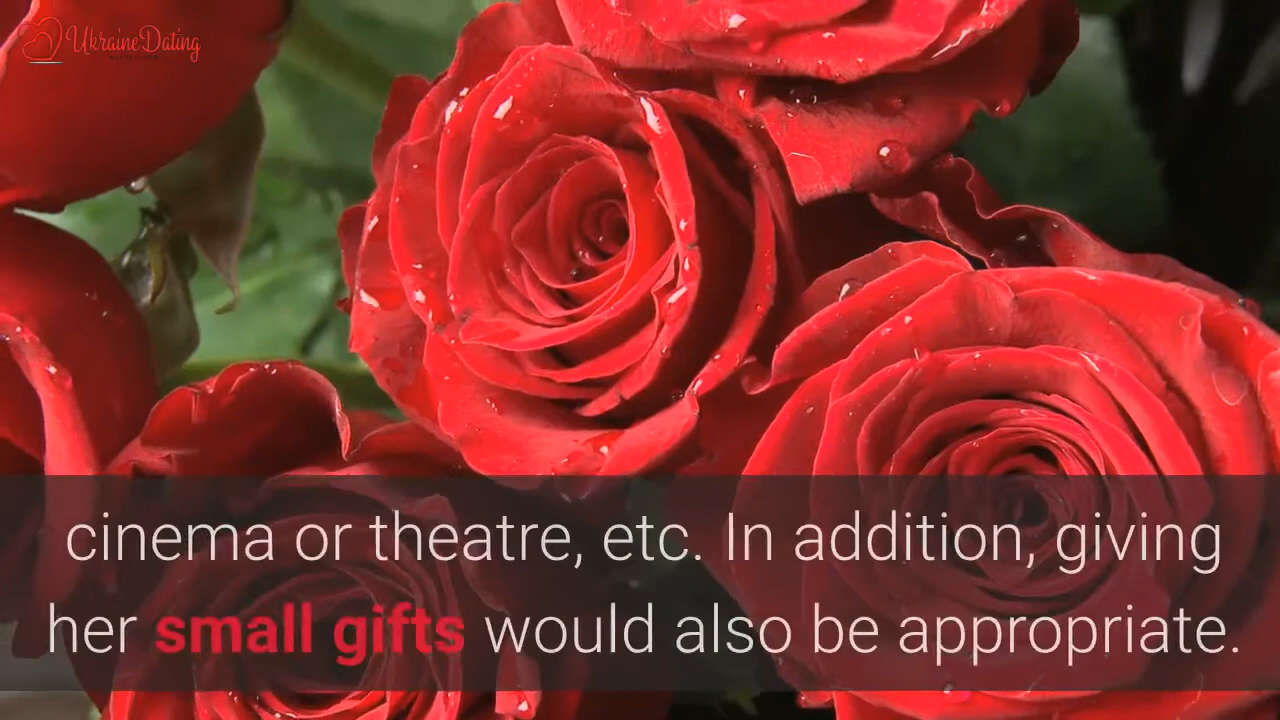 UkraineDating
cinema or theatre, etc. In addition, giving
her small gifts would also be appropriate.